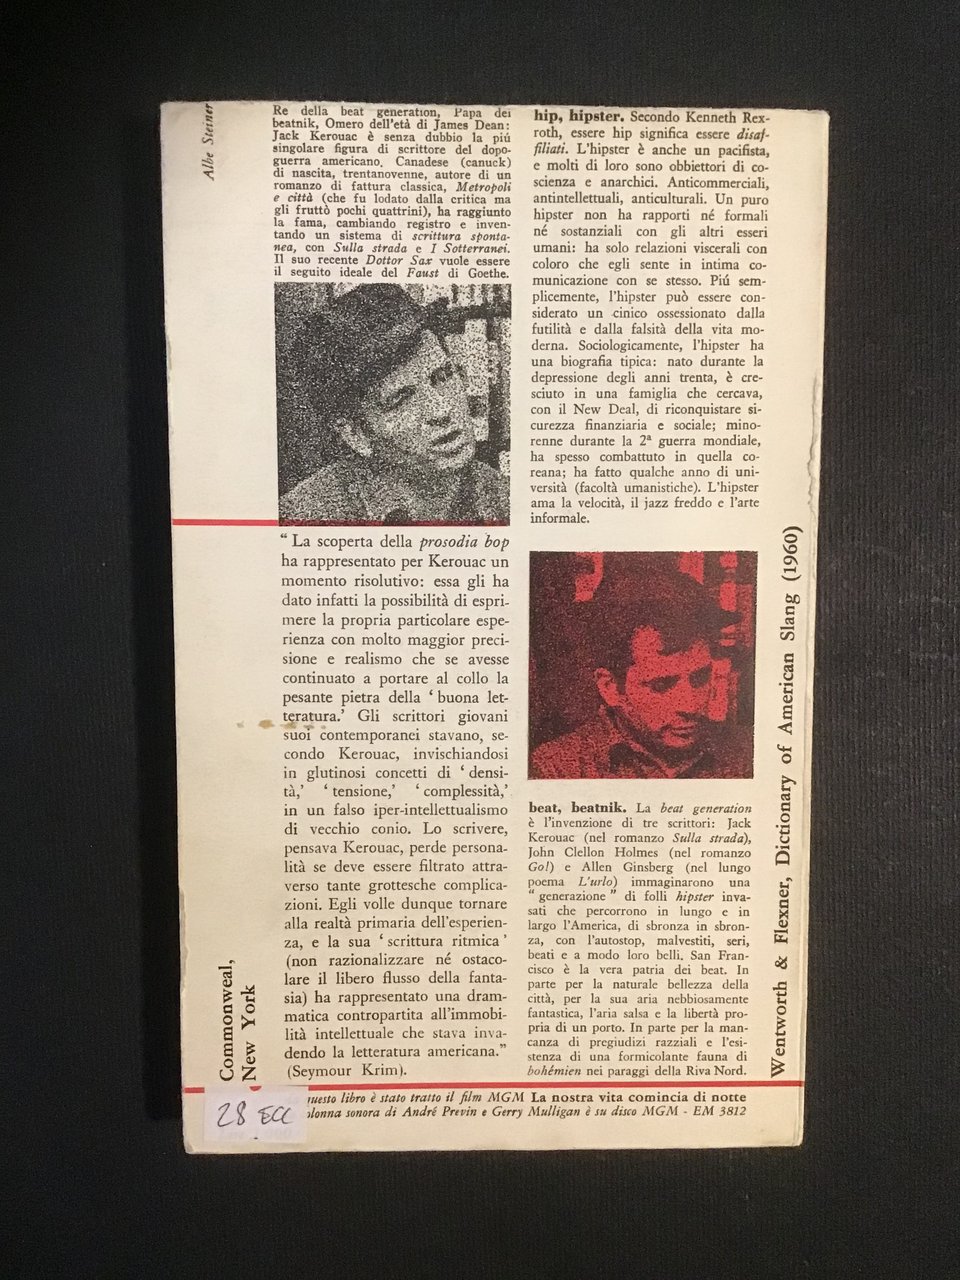 Albe Steiner
Re della beat generation, Papa dei
beatnik, Omero dell'età di James Dean:
Jack Kerouac è senza dubbio la piú
singolare figura di scrittore del dopo-
guerra americano. Canadese (canuck)
di nascita, trentanovenne, autore di un
romanzo di fattura classica, Metropoli
e città (che fu lodato dalla critica ma
gli fruttò pochi quattrini), ha raggiunto
la fama, cambiando registro e inven-
tando un sistema di scrittura sponta-
nea, con Sulla strada e I Sotterranei.
Il suo recente Dottor Sax vuole essere
il seguito ideale del Faust di Goethe.
“ La scoperta della prosodia bop
ha rappresentato per Kerouac un
momento risolutivo: essa gli ha
dato infatti la possibilità di espri-
mere la propria particolare espe-
rienza con molto maggior preci-
sione e realismo che se avesse
continuato a portare al collo la
pesante pietra della ‘ buona let-
teratura.’ Gli scrittori giovani
suoi contemporanei stavano, se-
condo Kerouac, invischiandosi
in glutinosi concetti di ‘ densi-
tà,’ ‘ tensione,’ ‘ complessità,’
in un falso iper-intellettualismo
di vecchio conio. Lo scrivere,
pensava Kerouac, perde persona-
lità se deve essere filtrato attra-
verso tante grottesche complica-
zioni. Egli volle dunque tornare
alla realtà primaria dell'esperien-
za, e la sua ‘ scrittura ritmica ’
(non razionalizzare né ostaco-
lare il libero flusso della fanta-
sia) ha rappresentato una dram-
matica contropartita all'immobi-
lità intellettuale che stava inva-
dendo la letteratura americana.”
(Seymour Krim).
Commonweal,
New York
hip, hipster. Secondo Kenneth Rex-
roth, essere hip significa essere disaf-
filiati. L'hipster è anche un pacifista,
e molti di loro sono obbiettori di co-
scienza e anarchici. Anticommerciali,
antintellettuali, anticulturali. Un puro
hipster non ha rapporti né formali
né sostanziali con gli altri esseri
umani: ha solo relazioni viscerali con
coloro che egli sente in intima co-
municazione con se stesso. Piú sem-
plicemente, l'hipster può essere con-
siderato un cinico ossessionato dalla
futilità e dalla falsità della vita mo-
derna. Sociologicamente, l'hipster ha
una biografia tipica: nato durante la
depressione degli anni trenta, è cre-
sciuto in una famiglia che cercava,
con il New Deal, di riconquistare si-
curezza finanziaria e sociale; mino-
renne durante la 2ª guerra mondiale,
ha spesso combattuto in quella co-
reana; ha fatto qualche anno di uni-
versità (facoltà umanistiche). L'hipster
ama la velocità, il jazz freddo e l'arte
informale.
beat, beatnik. La beat generation
è l'invenzione di tre scrittori: Jack
Kerouac (nel romanzo Sulla strada),
John Clellon Holmes (nel romanzo
Go!) e Allen Ginsberg (nel lungo
poema L'urlo) immaginarono una
“ generazione ” di folli hipster inva-
sati che percorrono in lungo e in
largo l'America, di sbronza in sbron-
za, con l'autostop, malvestiti, seri,
beati e a modo loro belli. San Fran-
cisco è la vera patria dei beat. In
parte per la naturale bellezza della
città, per la sua aria nebbiosamente
fantastica, l'aria salsa e la libertà pro-
pria di un porto. In parte per la man-
canza di pregiudizi razziali e l'esi-
stenza di una formicolante fauna di
bohémien nei paraggi della Riva Nord.
Wentworth & Flexner, Dictionary of American Slang (1960)
questo libro è stato tratto il film MGM La nostra vita comincia di notte
olonna sonora di André Previn e Gerry Mulligan è su disco MGM - EM 3812
28